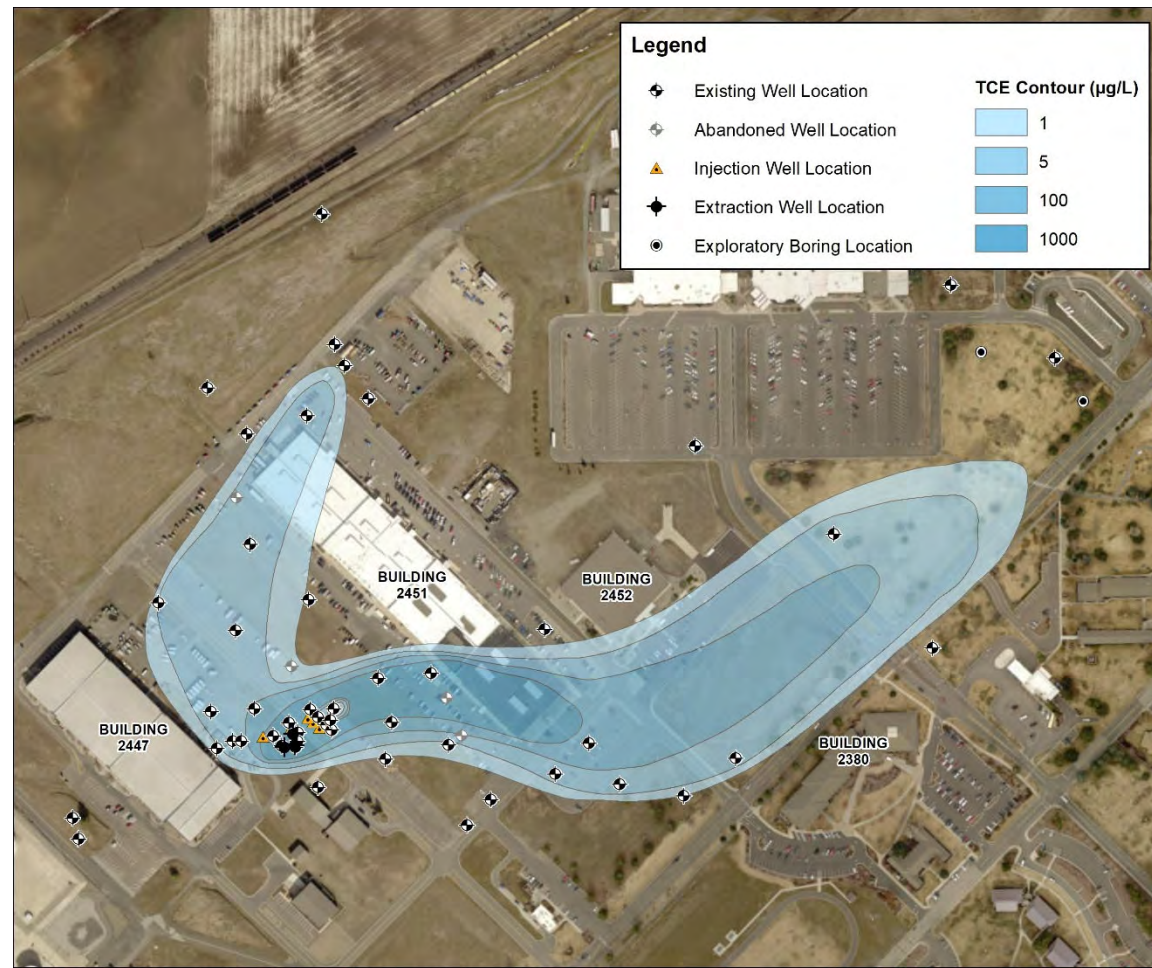 Legend
Existing Well Location
Abandoned Well Location
Injection Well Location
Extraction Well Location
Exploratory Boring Location
TCE Contour (µg/L)
1
5
100
1000
BUILDING
2451
BUILDING
2452
BUILDING
2447
BUILDING
2380